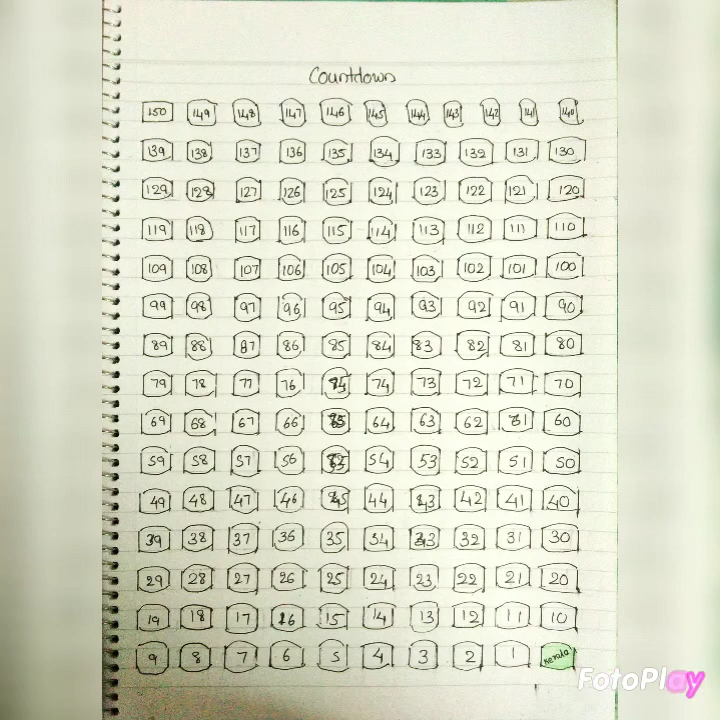 Countdown
150 149 148 147 146 145 144 143 142 141 140
139 138 137 136 135 134 133 132 131 130
129 128 127 126 125 124 123 122 121 120
119 118 117 116 115 114 113 112 111 110
109 108 107 106 105 104 103 102 101 100
99 98 97 96 95 94 93 92 91 90
89 88 87 86 85 84 83 82 81 80
79 78 77 76 74 73 72 71 70
69 68 67 66 64 63 62 61 60
59 58 57 56 54 53 52 51 50
49 48 47 46 45 44 43 42 41 40
39 38 37 36 35 34 33 32 31 30
29 28 27 26 25 24 23 22 21 20
19 18 17 16 15 14 13 12 11 10
9 8 7 6 5 4 3 2 1 Kerala
FotoPlay